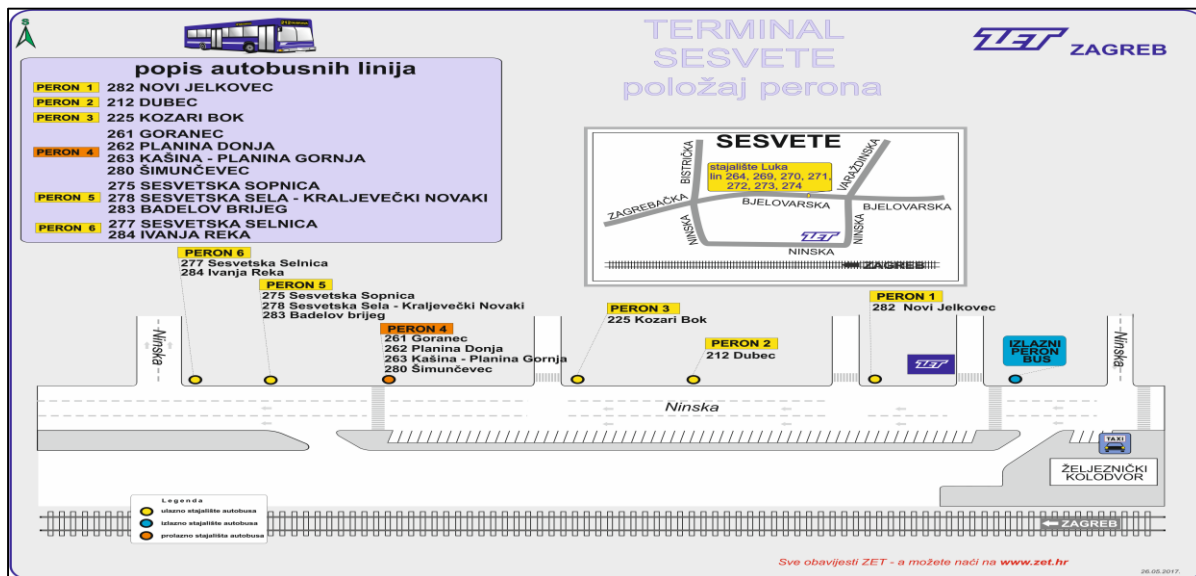 S
TERMINAL
SESVETE
položaj perona
ZET ZAGREB
212 DUBEC
popis autobusnih linija
PERON 1 282 NOVI JELKOVEC
PERON 2 212 DUBEC
PERON 3 225 KOZARI BOK
PERON 4
261 GORANEC
262 PLANINA DONJA
263 KAŠINA - PLANINA GORNJA
280 ŠIMUNČEVEC
PERON 5
275 SESVETSKA SOPNICA
278 SESVETSKA SELA - KRALJEVEČKI NOVAKI
283 BADELOV BRIJEG
PERON 6
277 SESVETSKA SELNICA
284 IVANJA REKA
SESVETE
stajalište Luka
lin 264, 269, 270, 271,
272, 273, 274
BISTRIČKA
VARAŽDINSKA
ZAGREBAČKA
BJELOVARSKA
BJELOVARSKA
NINSKA
NINSKA
ZET
NINSKA
ZAGREB
PERON 6
277 Sesvetska Selnica
284 Ivanja Reka
PERON 5
275 Sesvetska Sopnica
278 Sesvetska Sela - Kraljevečki Novaki
283 Badelov brijeg
PERON 4
261 Goranec
262 Planina Donja
263 Kašina - Planina Gornja
280 Šimunčevec
PERON 3
225 Kozari Bok
PERON 2
212 Dubec
PERON 1
282 Novi Jelkovec
ZET
IZLAZNI
PERON
BUS
Ninska
Ninska
Ninska
TAXI
ŽELJEZNIČKI
KOLODVOR
Legenda
ulazno stajalište autobusa
izlazno stajalište autobusa
prolazno stajalište autobusa
ZAGREB
Sve obavijesti ZET - a možete naći na www.zet.hr
26.05.2017.